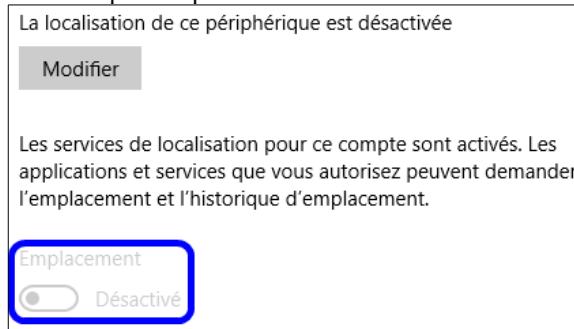 La localisation de ce périphérique est désactivée
Modifier
Les services de localisation pour ce compte sont activés. Les
applications et services que vous autorisez peuvent demander
l'emplacement et l'historique d'emplacement.
Emplacement
Désactivé